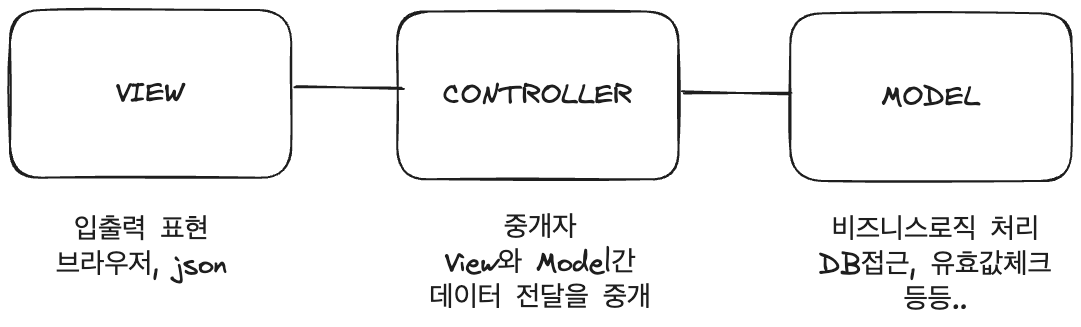 VIEW
CONTROLLER
MODEL
입출력 표현
브라우저, json
중개자
View와 Model간
데이터 전달을 중개
비즈니스로직 처리
DB접근, 유효값체크
등등..